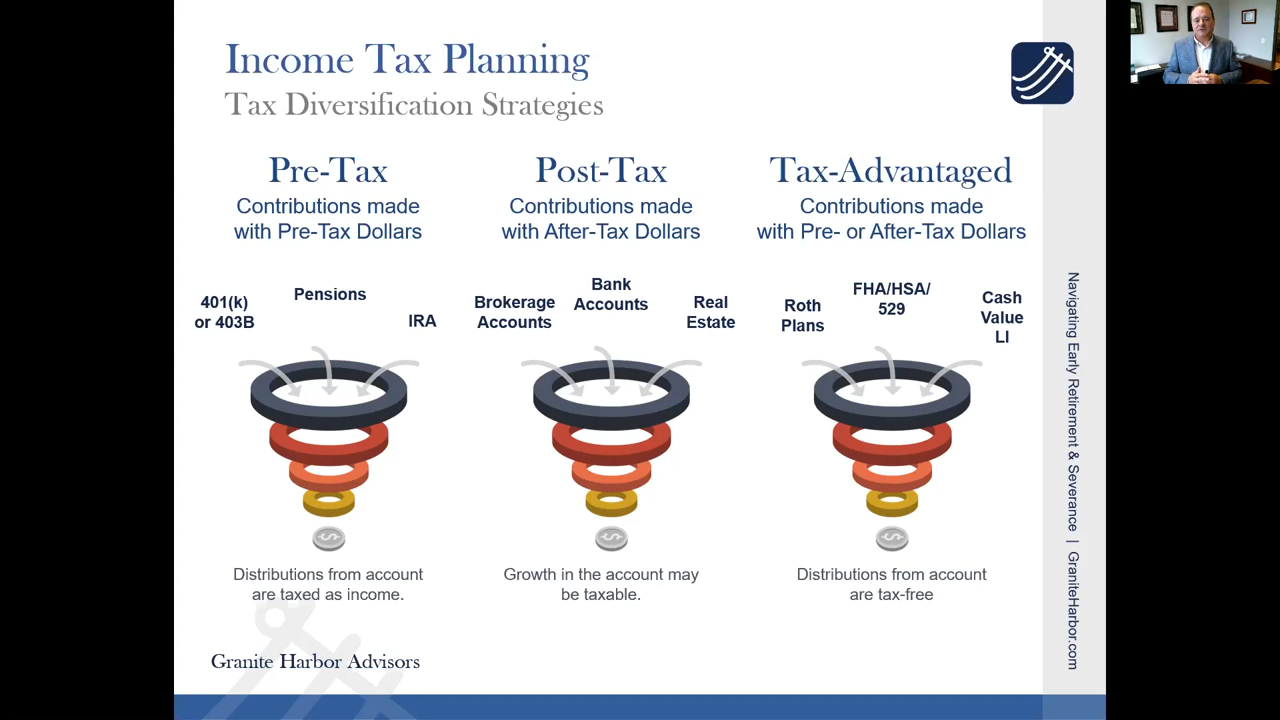 Income Tax Planning
Tax Diversification Strategies
Pre-Tax
Contributions made
with Pre-Tax Dollars
401(k)
or 403B
Pensions
IRA
Distributions from account
are taxed as income.
Post-Tax
Contributions made
with After-Tax Dollars
Brokerage
Accounts
Bank
Accounts
Real
Estate
Growth in the account may
be taxable.
Tax-Advantaged
Contributions made
with Pre- or After-Tax Dollars
Roth
Plans
FHA/HSA/
529
Cash
Value
LI
Distributions from account
are tax-free
Granite Harbor Advisors
Navigating Early Retirement & Severance | GraniteHarbor.com